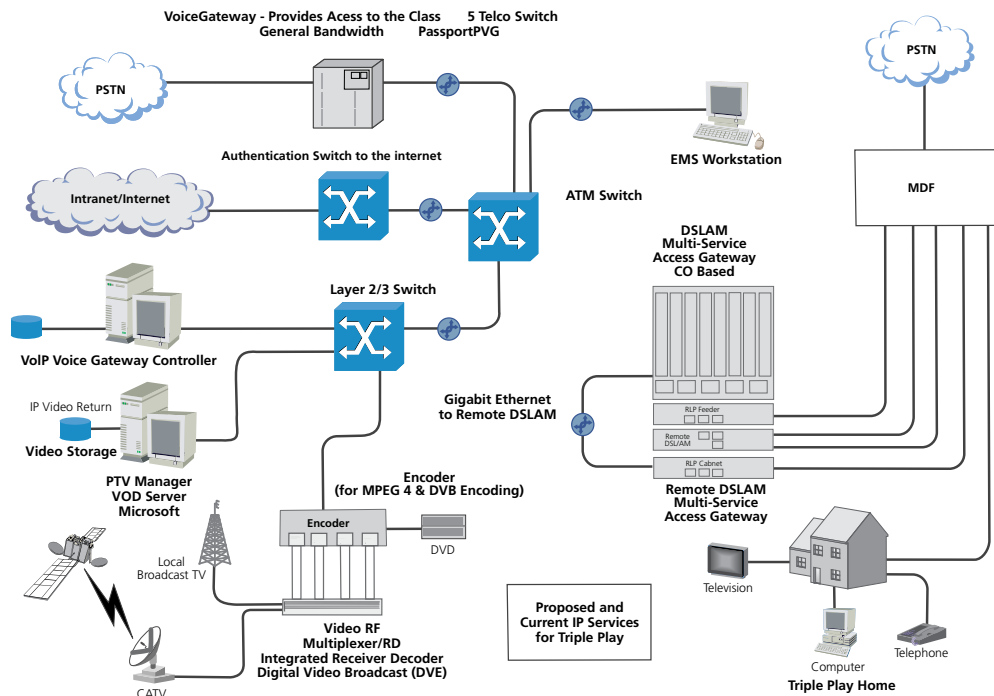 VoiceGateway - Provides Acess to the Class 5 Telco Switch
General Bandwidth PassportPVG
PSTN
PSTN
EMS Workstation
MDF
Authentication Switch to the internet
Intranet/Internet
ATM Switch
DSLAM
Multi-Service
Access Gateway
CO Based
Layer 2/3 Switch
VoIP Voice Gateway Controller
Gigabit Ethernet
to Remote DSLAM
RLP Feeder
Remote
DSL/AM
RLP Cabnet
IP Video Return
Video Storage
PTV Manager
VOD Server
Microsoft
Encoder
(for MPEG 4 & DVB Encoding)
Remote DSLAM
Multi-Service
Access Gateway
Encoder
DVD
Local
Broadcast TV
Television
Proposed and
Current IP Services
for Triple Play
Video RF
Multiplexer/RD
Integrated Receiver Decoder
Digital Video Broadcast (DVE)
Computer
Telephone
Triple Play Home
CATV